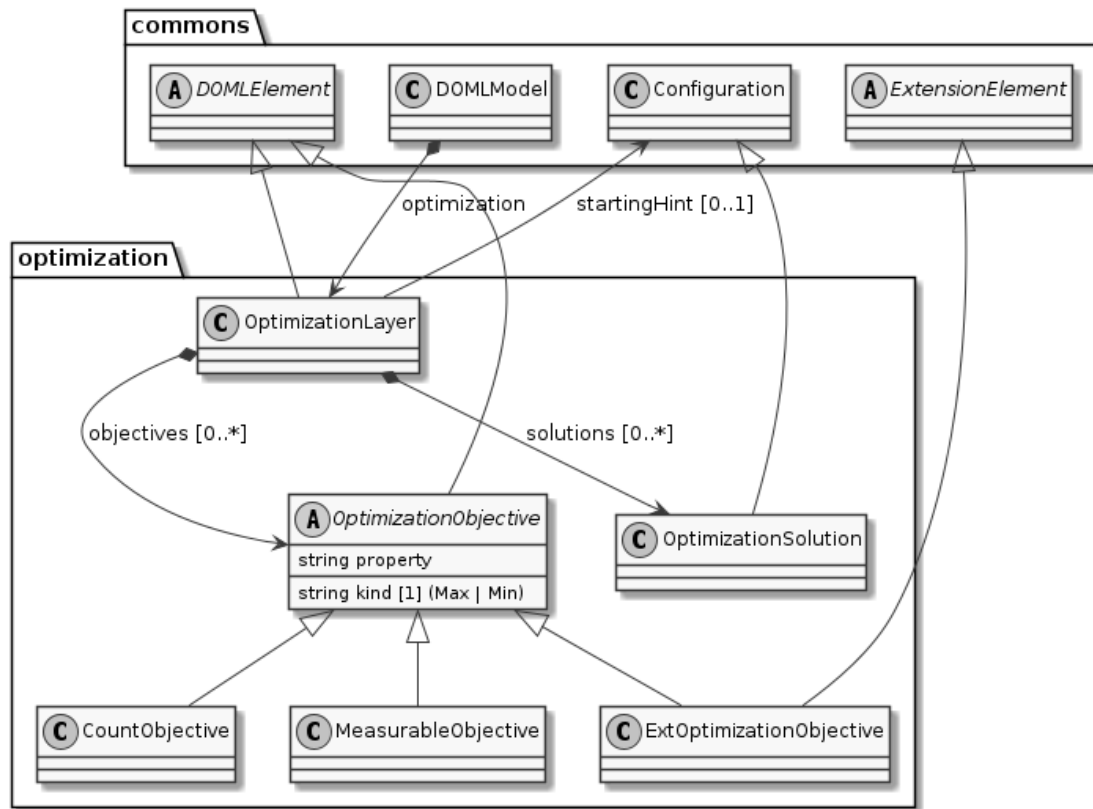 commons
A DOMLElement
C DOMLModel
C Configuration
A ExtensionElement
optimization
startingHint [0..1]
optimization
C OptimizationLayer
objectives [0..*]
solutions [0..*]
A OptimizationObjective
string property
string kind [1] (Max | Min)
C OptimizationSolution
C CountObjective
C MeasurableObjective
C ExtOptimizationObjective